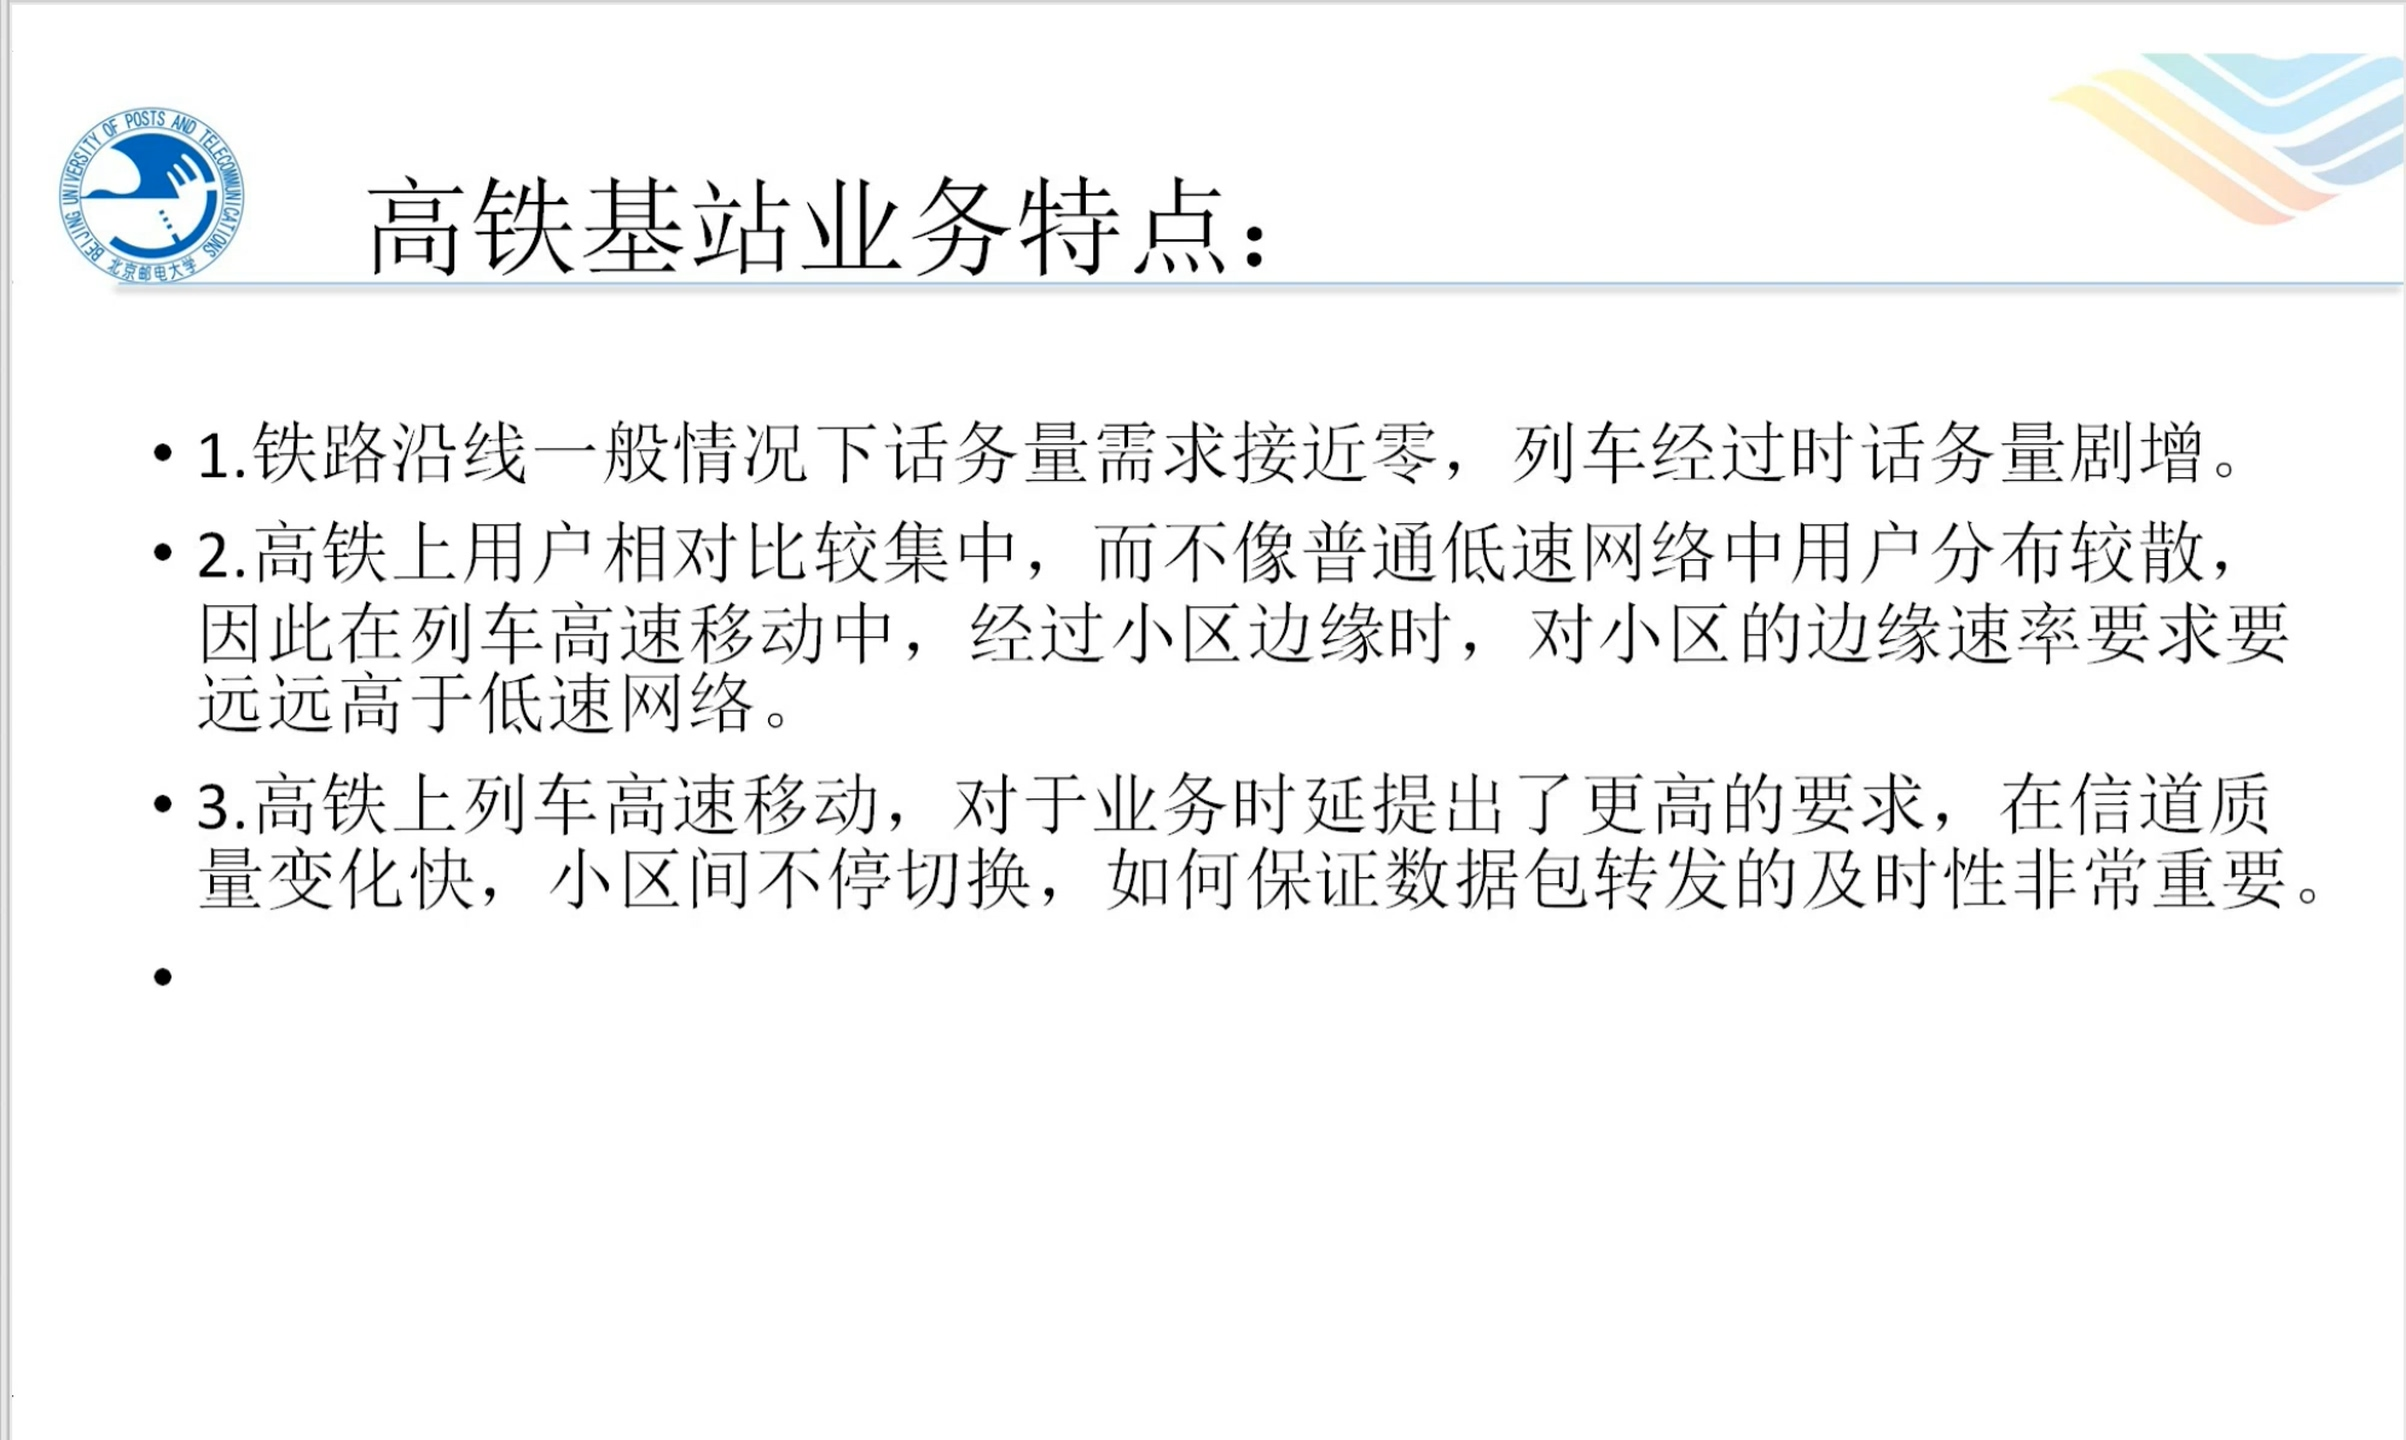 BEIJING UNIVERSITY OF POSTS AND TELECOMMUNICATIONS
北京邮电大学
高铁基站业务特点：
• 1.铁路沿线一般情况下话务量需求接近零，列车经过时话务量剧增。
• 2.高铁上用户相对比较集中，而不像普通低速网络中用户分布较散，
因此在列车高速移动中，经过小区边缘时，对小区的边缘速率要求要
远远高于低速网络。
• 3.高铁上列车高速移动，对于业务时延提出了更高的要求，在信道质
量变化快，小区间不停切换，如何保证数据包转发的及时性非常重要。
•